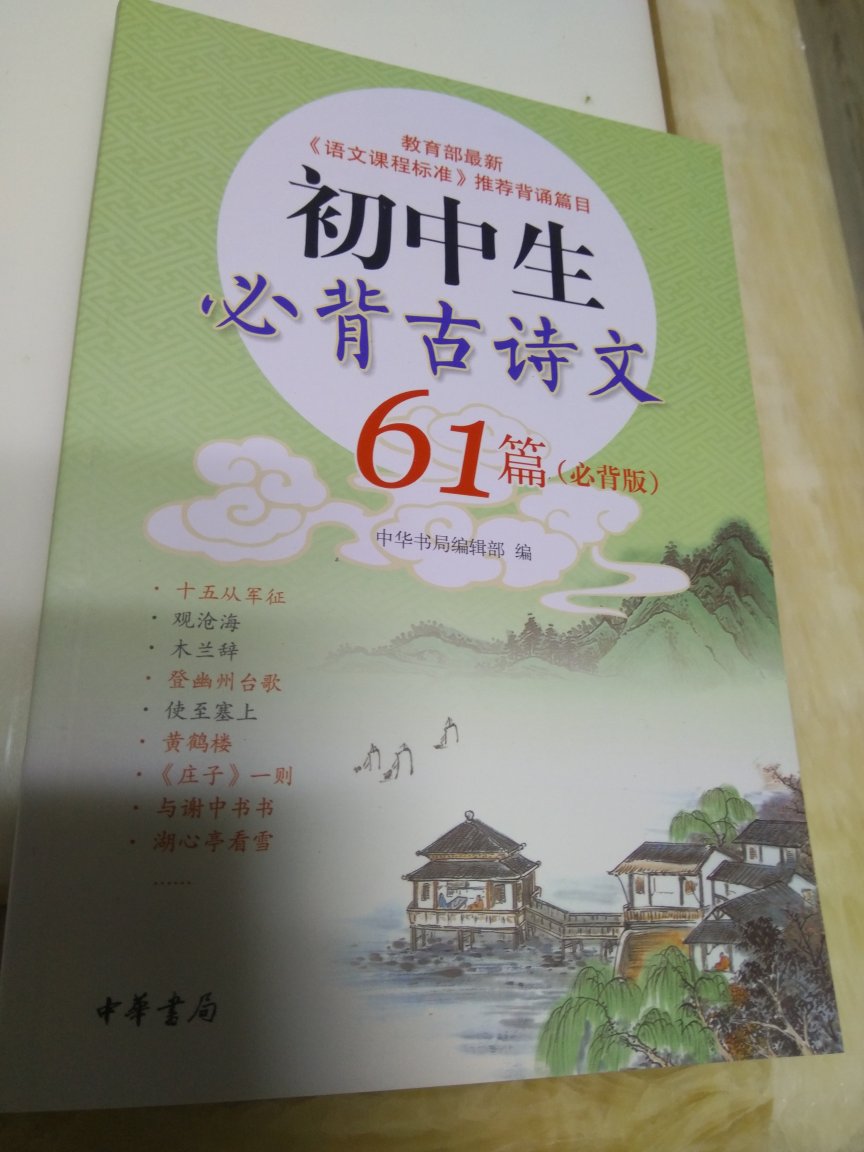 教育部最新
《语文课程标准》推荐背诵篇目
初中生
必背古诗文
61篇（必背版）
中华书局编辑部 编
· 十五从军征
· 观沧海
· 木兰辞
· 登幽州台歌
· 使至塞上
· 黄鹤楼
· 《庄子》一则
· 与谢中书书
· 湖心亭看雪
……
中華書局